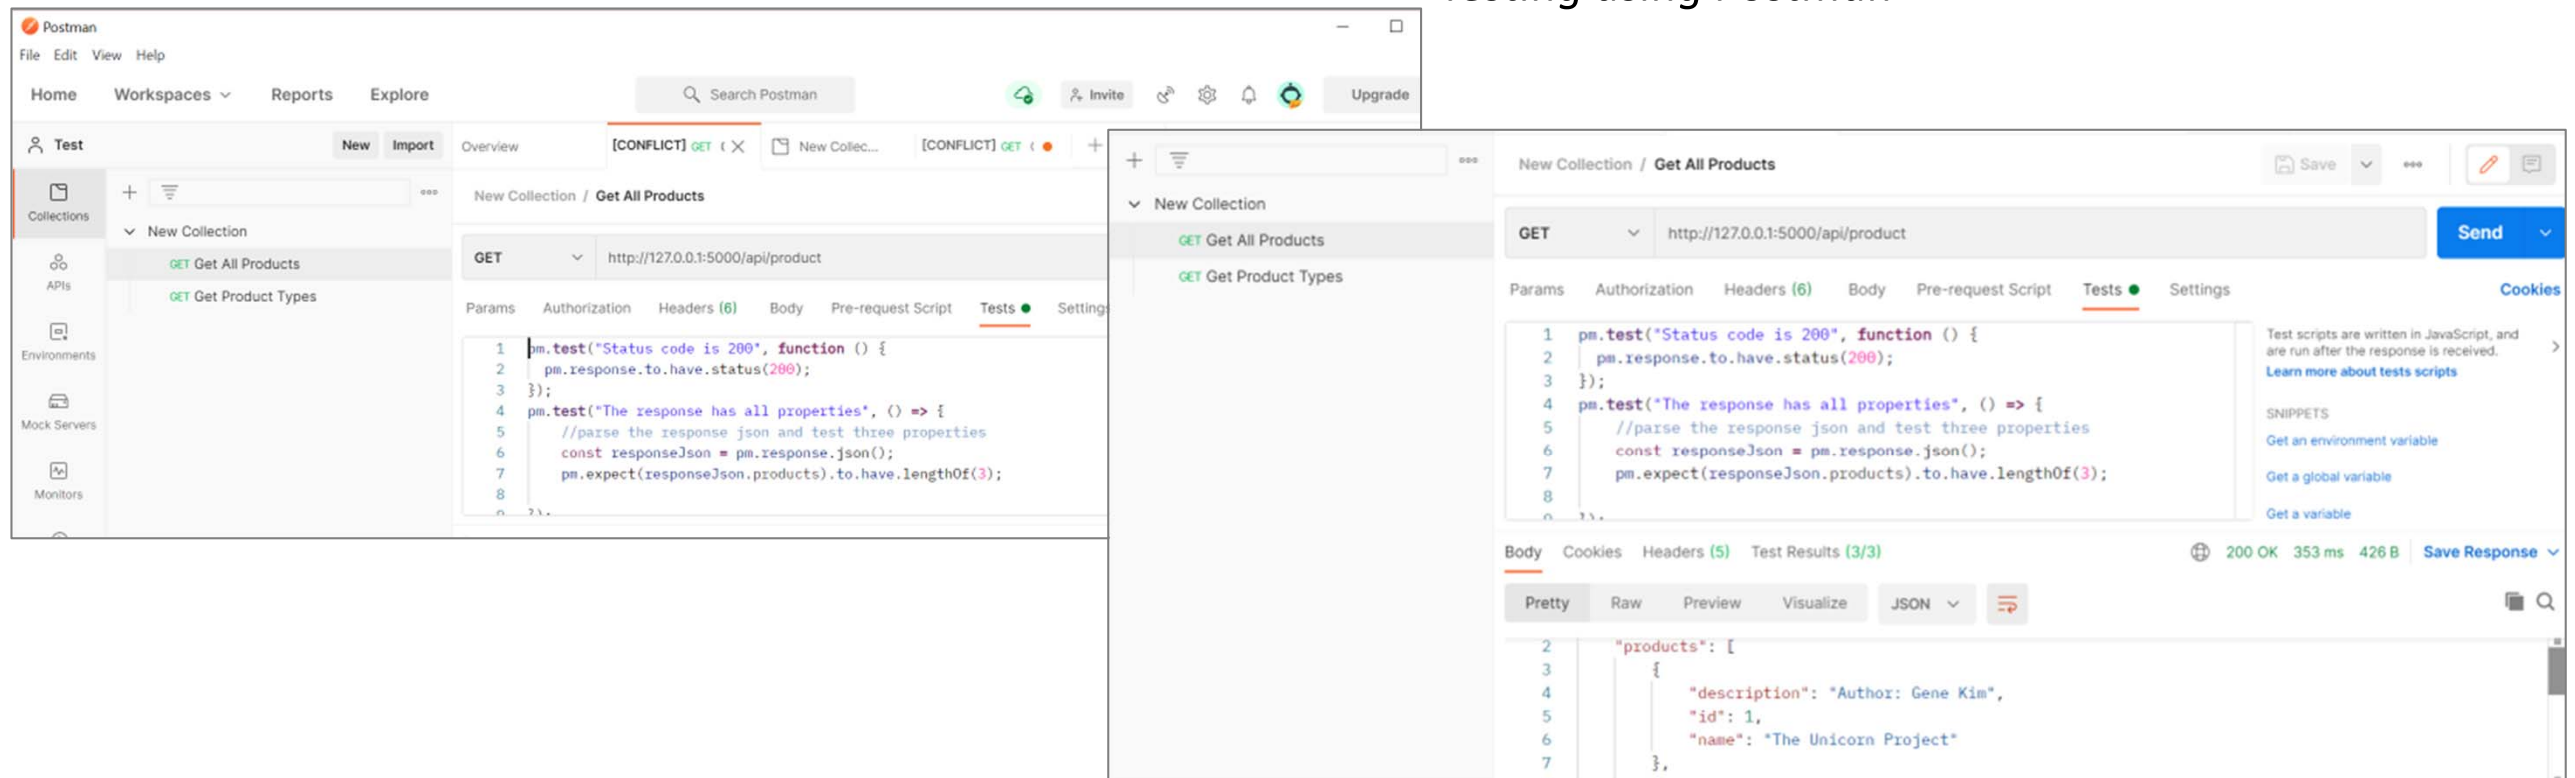 Testing using Postman
Postman
File Edit View Help
Home Workspaces Reports Explore Search Postman Invite Upgrade
Test New Import Overview [CONFLICT] GET ( New Collec... [CONFLICT] GET (
Collections
APIs
Environments
Mock Servers
Monitors
New Collection
GET Get All Products
GET Get Product Types
New Collection / Get All Products
GET http://127.0.0.1:5000/api/product
Params Authorization Headers (6) Body Pre-request Script Tests Settings
1 pm.test("Status code is 200", function () {
2 pm.response.to.have.status(200);
3 });
4 pm.test("The response has all properties", () => {
5 //parse the response json and test three properties
6 const responseJson = pm.response.json();
7 pm.expect(responseJson.products).to.have.lengthOf(3);
8
9 });
New Collection
GET Get All Products
GET Get Product Types
New Collection / Get All Products Save
GET http://127.0.0.1:5000/api/product Send
Params Authorization Headers (6) Body Pre-request Script Tests Settings Cookies
1 pm.test("Status code is 200", function () {
2 pm.response.to.have.status(200);
3 });
4 pm.test("The response has all properties", () => {
5 //parse the response json and test three properties
6 const responseJson = pm.response.json();
7 pm.expect(responseJson.products).to.have.lengthOf(3);
8
9 });
Test scripts are written in JavaScript, and
are run after the response is received.
Learn more about tests scripts
SNIPPETS
Get an environment variable
Get a global variable
Get a variable
Body Cookies Headers (5) Test Results (3/3) 200 OK 353 ms 426 B Save Response
Pretty Raw Preview Visualize JSON
2 "products": [
3 {
4 "description": "Author: Gene Kim",
5 "id": 1,
6 "name": "The Unicorn Project"
7 },